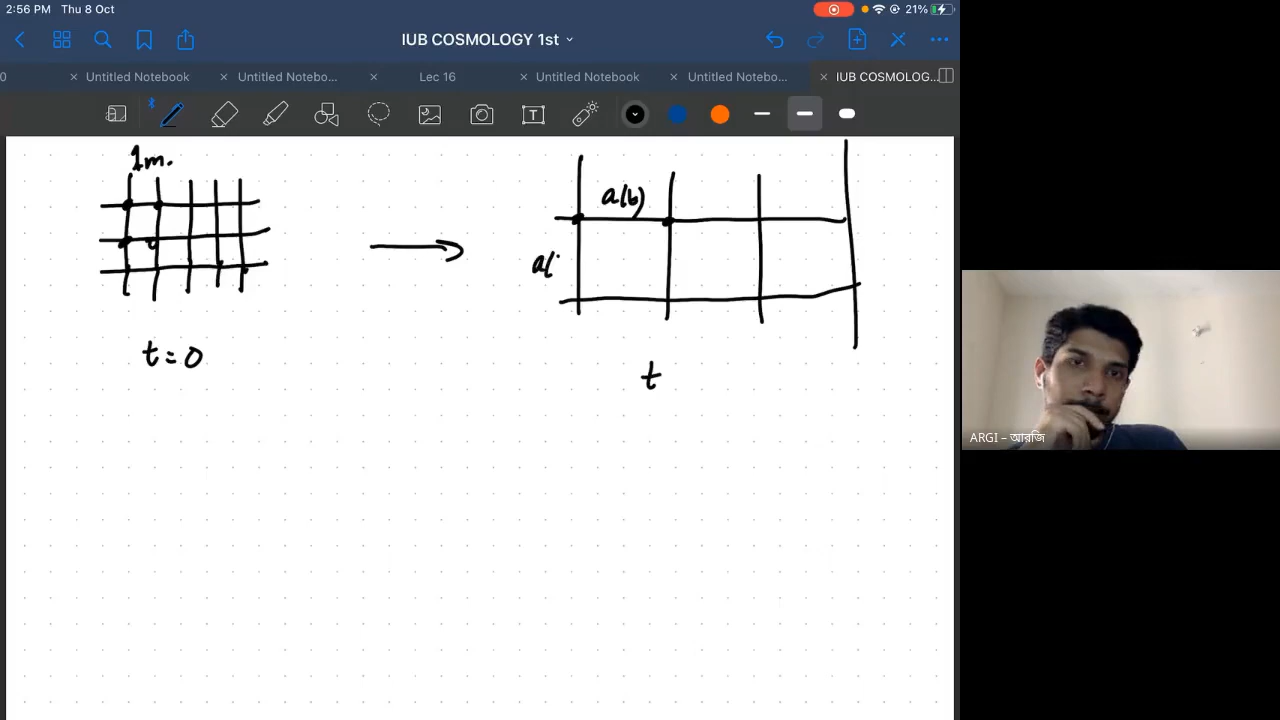 2:56 PM Thu 8 Oct
21%
IUB COSMOLOGY 1st
0
Untitled Notebook
Untitled Notebo...
Lec 16
Untitled Notebook
Untitled Notebo...
IUB COSMOLOG...
T
1m.
a(t)
a(
t = 0
t
ARGI – আরজি